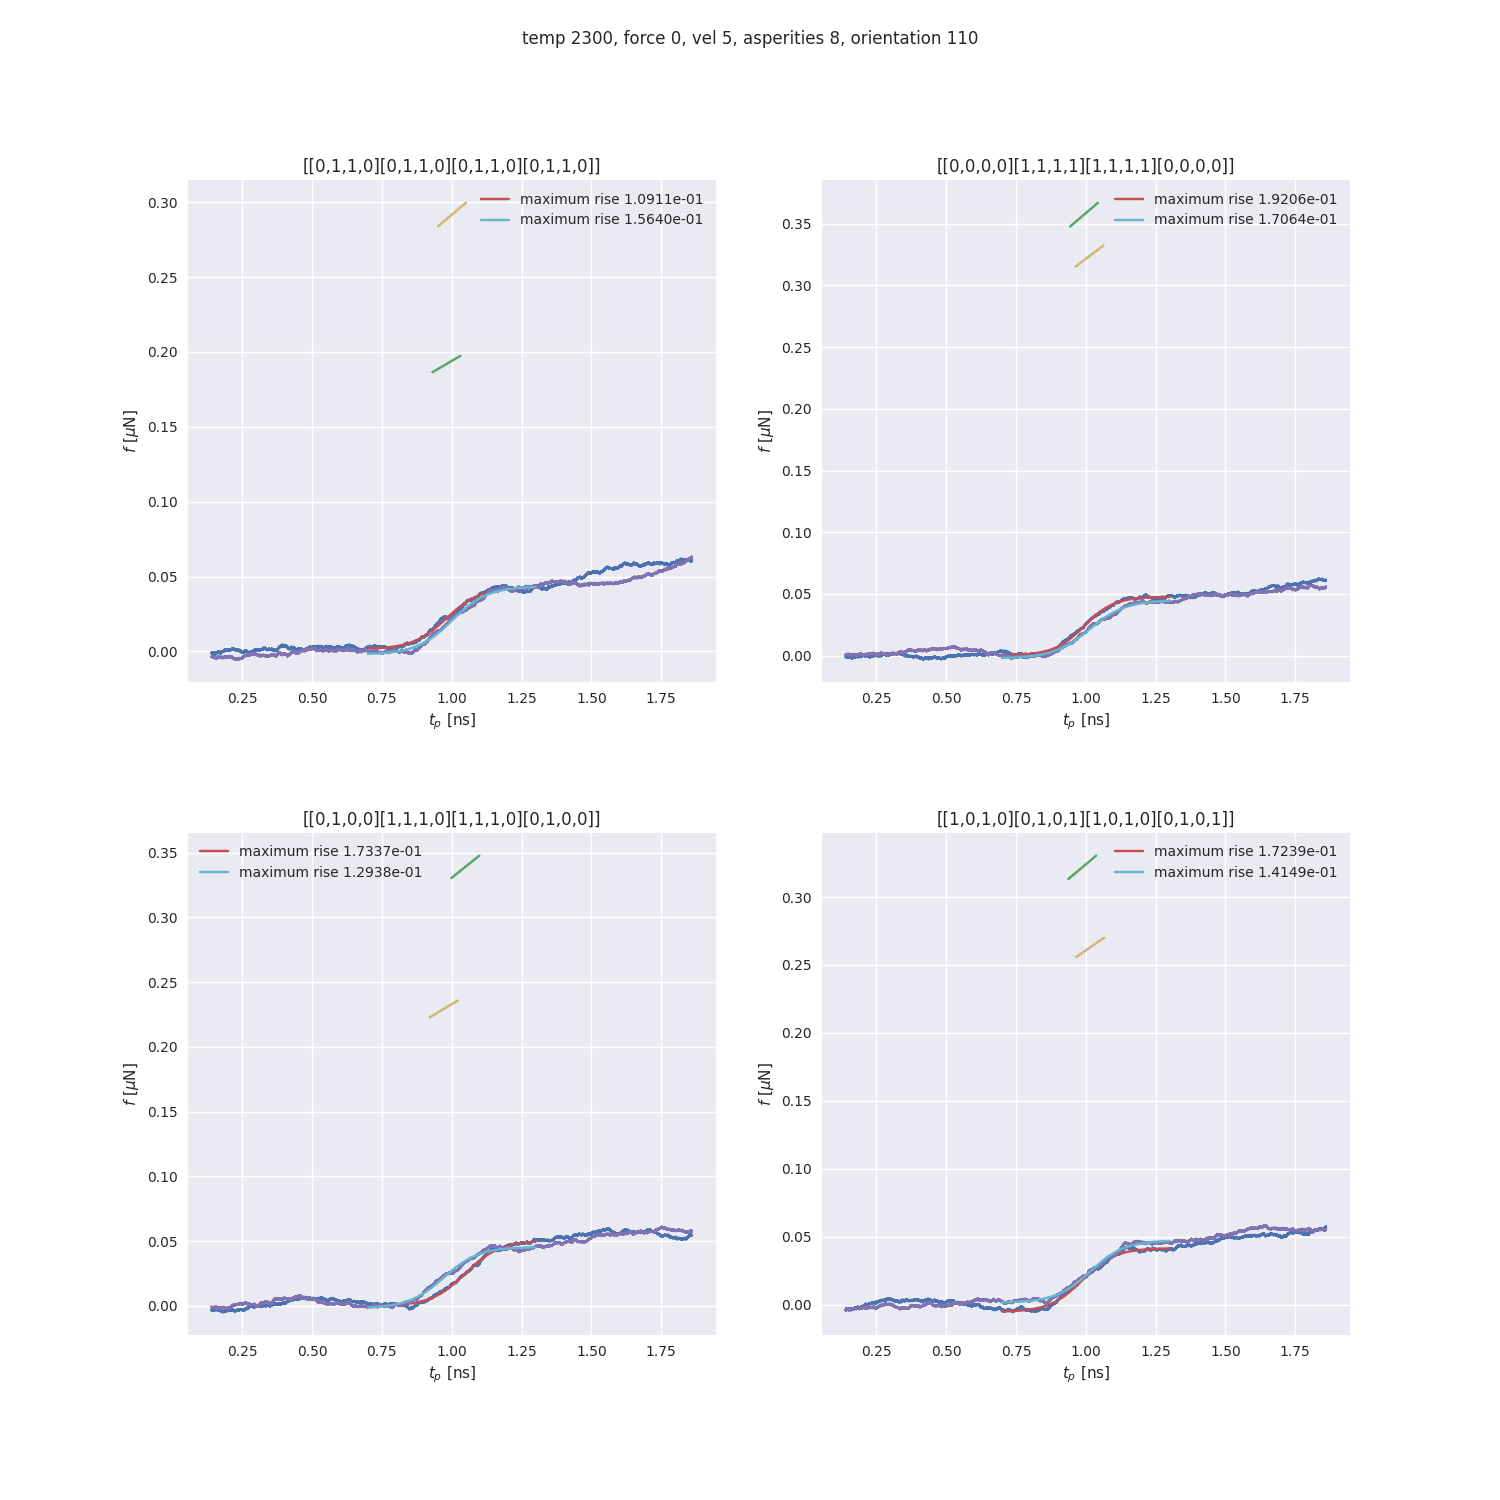 temp 2300, force 0, vel 5, asperities 8, orientation 110
[[0,1,1,0][0,1,1,0][0,1,1,0][0,1,1,0]]
maximum rise 1.0911e-01
maximum rise 1.5640e-01
0.30
0.25
0.20
0.15
0.10
0.05
0.00
f [μN]
0.25 0.50 0.75 1.00 1.25 1.50 1.75
t_p [ns]
[[0,0,0,0][1,1,1,1][1,1,1,1][0,0,0,0]]
maximum rise 1.9206e-01
maximum rise 1.7064e-01
0.35
0.30
0.25
0.20
0.15
0.10
0.05
0.00
f [μN]
0.25 0.50 0.75 1.00 1.25 1.50 1.75
t_p [ns]
[[0,1,0,0][1,1,1,0][1,1,1,0][0,1,0,0]]
maximum rise 1.7337e-01
maximum rise 1.2938e-01
0.35
0.30
0.25
0.20
0.15
0.10
0.05
0.00
f [μN]
0.25 0.50 0.75 1.00 1.25 1.50 1.75
t_p [ns]
[[1,0,1,0][0,1,0,1][1,0,1,0][0,1,0,1]]
maximum rise 1.7239e-01
maximum rise 1.4149e-01
0.30
0.25
0.20
0.15
0.10
0.05
0.00
f [μN]
0.25 0.50 0.75 1.00 1.25 1.50 1.75
t_p [ns]